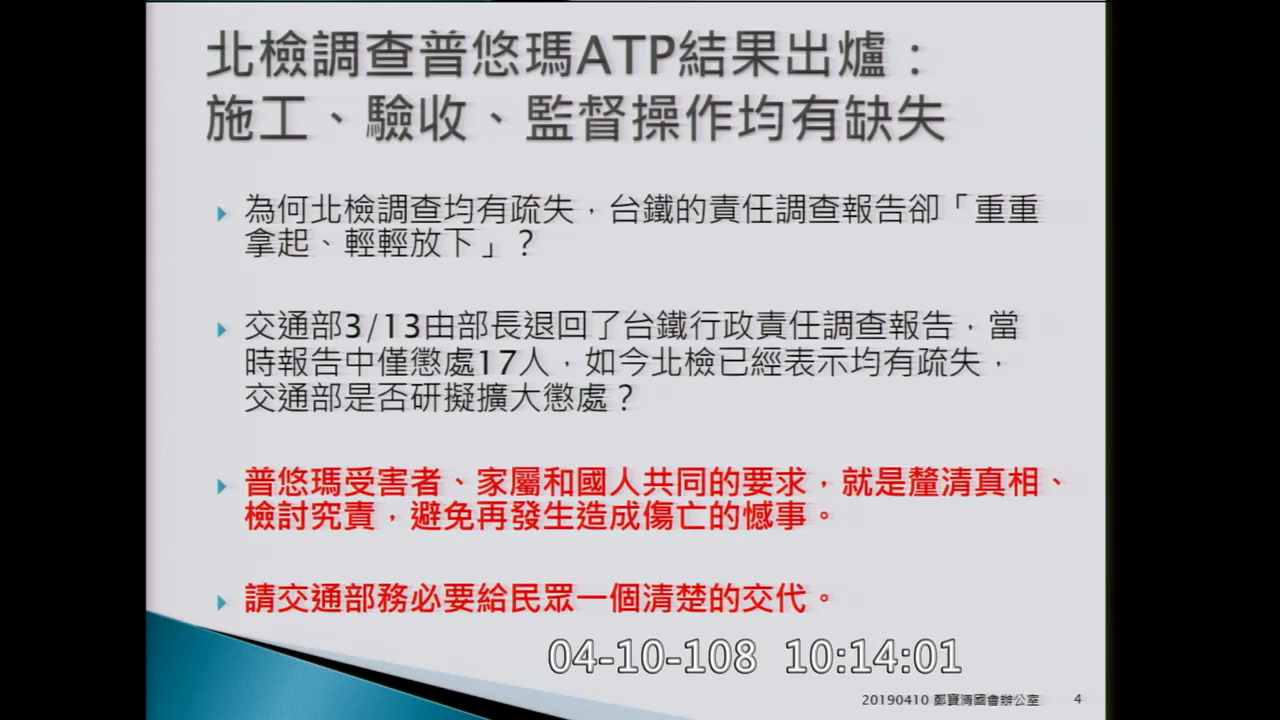 北檢調查普悠瑪ATP結果出爐：
施工、驗收、監督操作均有缺失
為何北檢調查均有疏失，台鐵的責任調查報告卻「重重
拿起、輕輕放下」？
交通部3/13由部長退回了台鐵行政責任調查報告，當
時報告中僅懲處17人，如今北檢已經表示均有疏失，
交通部是否研擬擴大懲處？
普悠瑪受害者、家屬和國人共同的要求，就是釐清真相、
檢討究責，避免再發生造成傷亡的憾事。
請交通部務必要給民眾一個清楚的交代。
04-10-108 10:14:01
20190410 鄭寶清國會辦公室 4